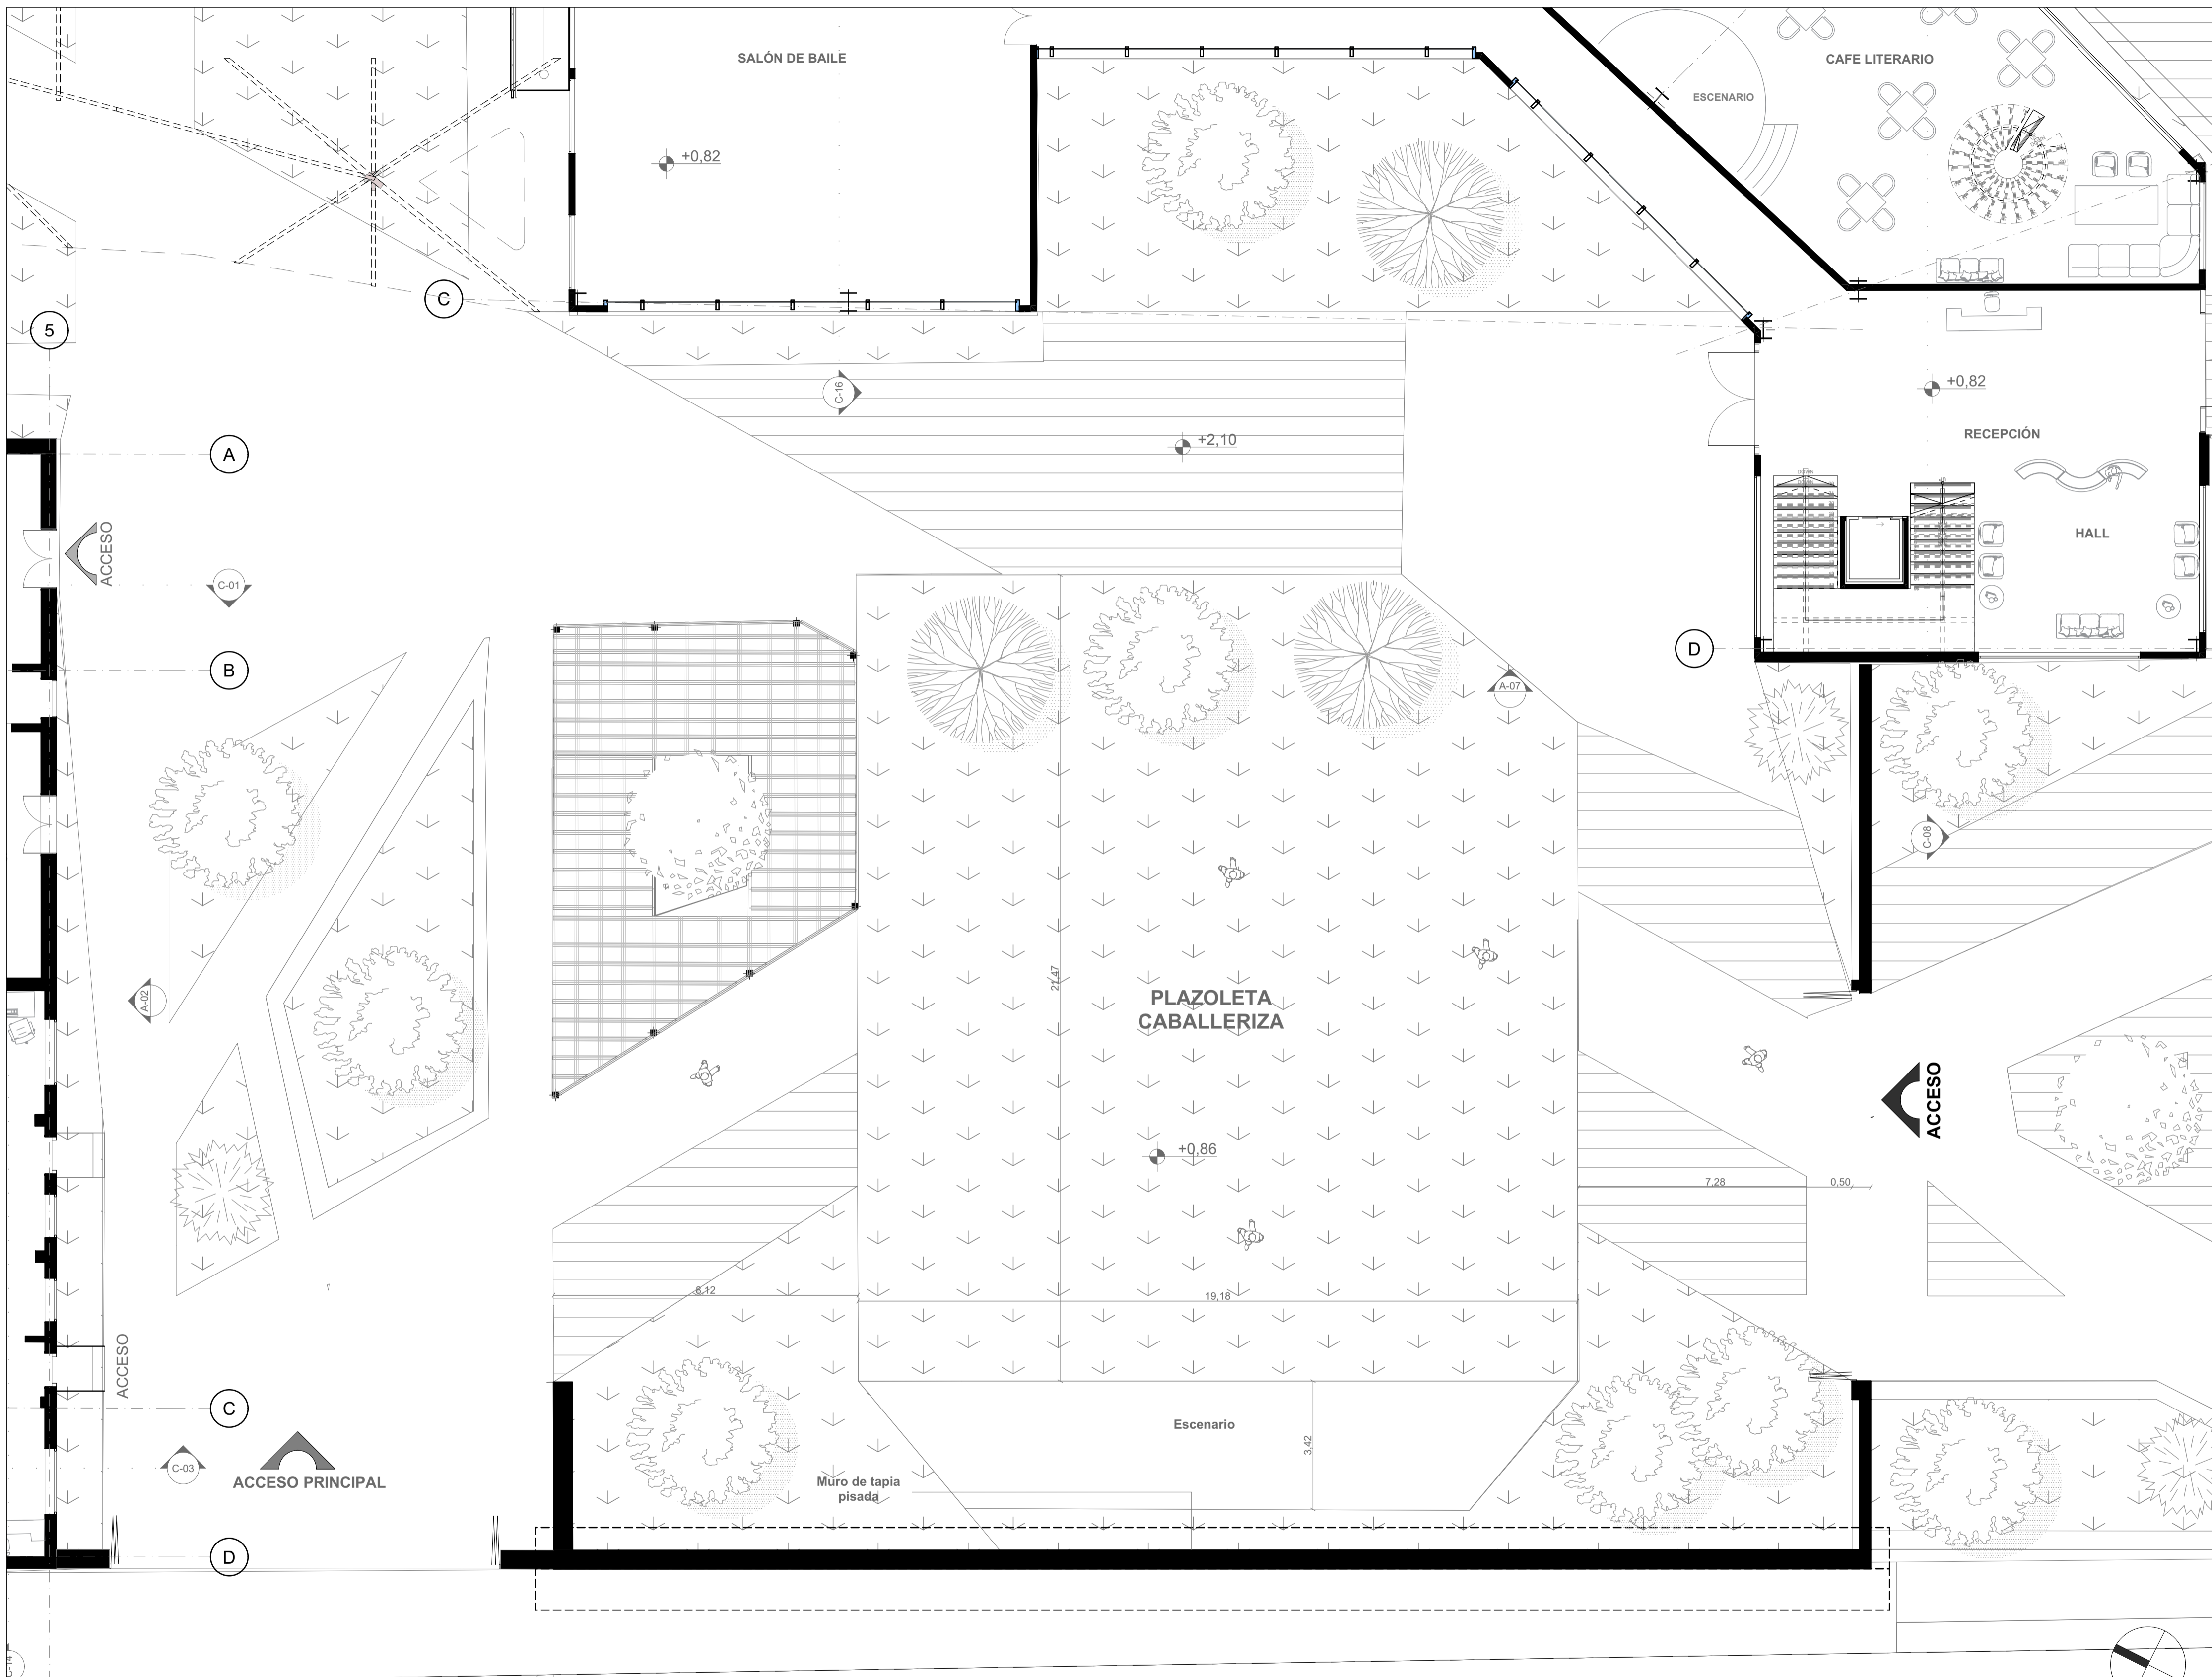 SALÓN DE BAILE
CAFE LITERARIO
ESCENARIO
+0,82
C
5
C-16
+0,82
+2,10
RECEPCIÓN
A
DOWN
ACCESO
HALL
C-01
D
B
A-07
C-08
21,47
A-02
PLAZOLETA
CABALLERIZA
ACCESO
+0,86
7,28
0,50
8,12
19,18
ACCESO
C
Escenario
3,42
C-03
ACCESO PRINCIPAL
Muro de tapia
pisada
D
C-14